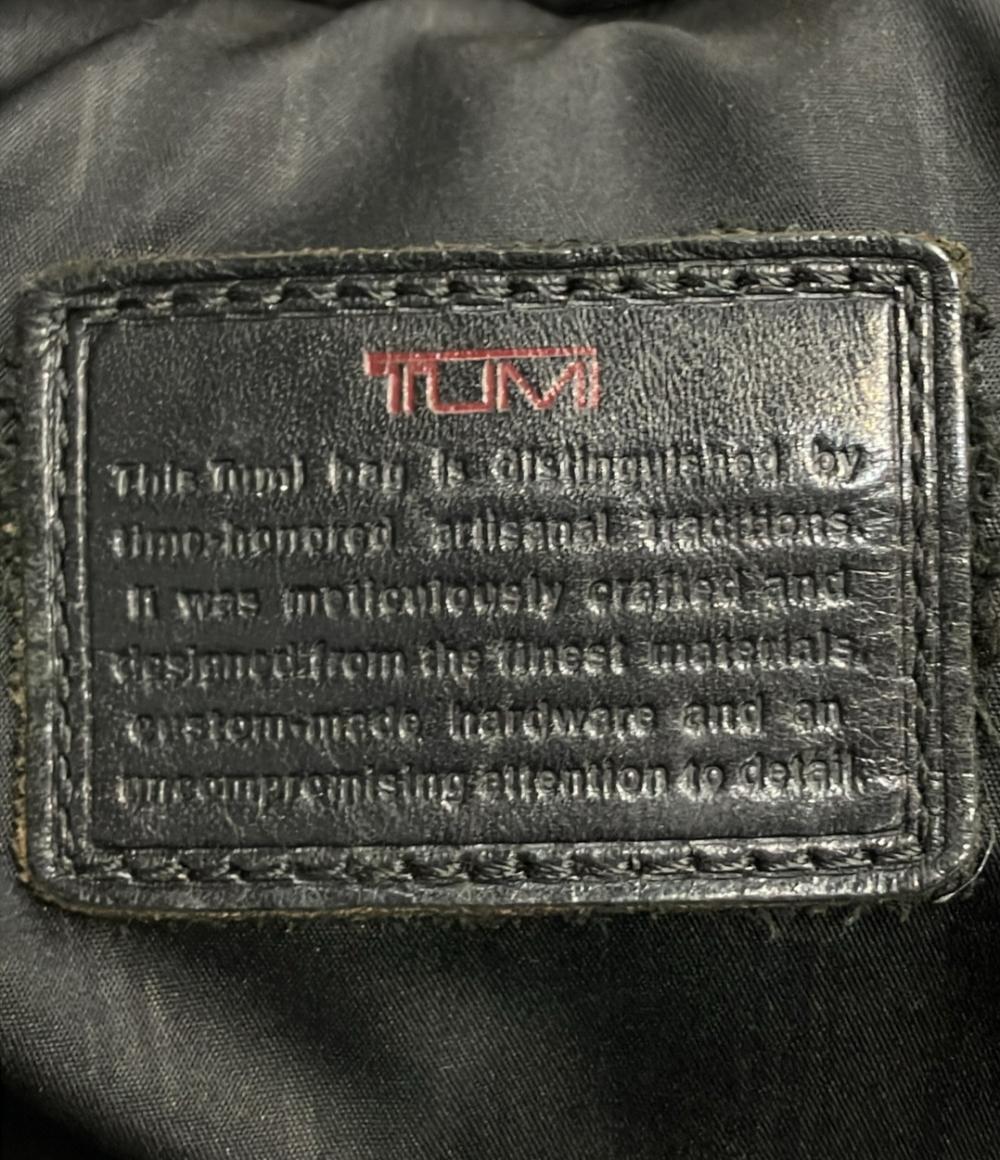 TUMI
This Tumi bag is distinguished by
time-honored artisanal traditions.
It was meticulously crafted and
designed from the finest materials,
custom-made hardware and an
uncompromising attention to detail.